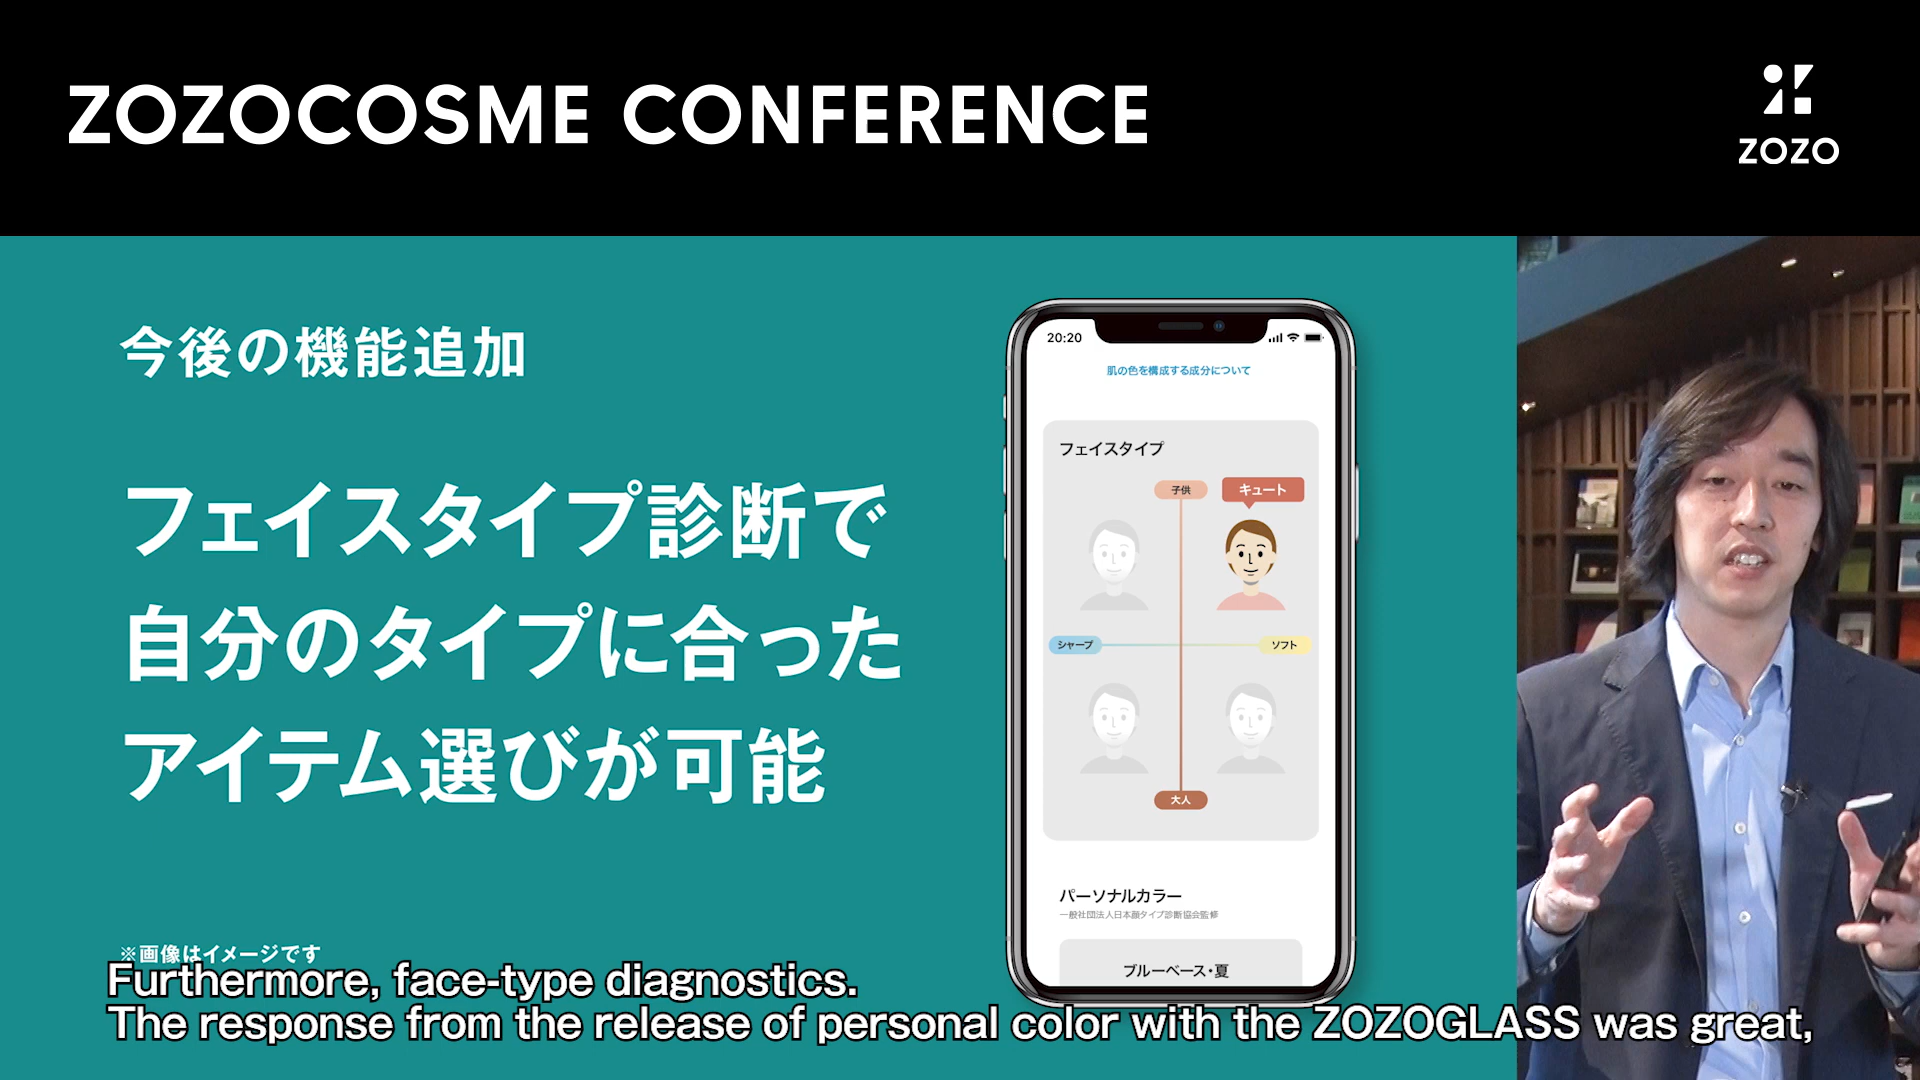 ZOZOCOSME CONFERENCE
ZOZO
今後の機能追加
フェイスタイプ診断で
自分のタイプに合った
アイテム選びが可能
※画像はイメージです
20:20
肌の色を構成する成分について
フェイスタイプ
子供
キュート
シャープ
ソフト
大人
パーソナルカラー
一般社団法人日本顔タイプ診断協会監修
ブルーベース・夏
Furthermore, face-type diagnostics.
The response from the release of personal color with the ZOZOGLASS was great,